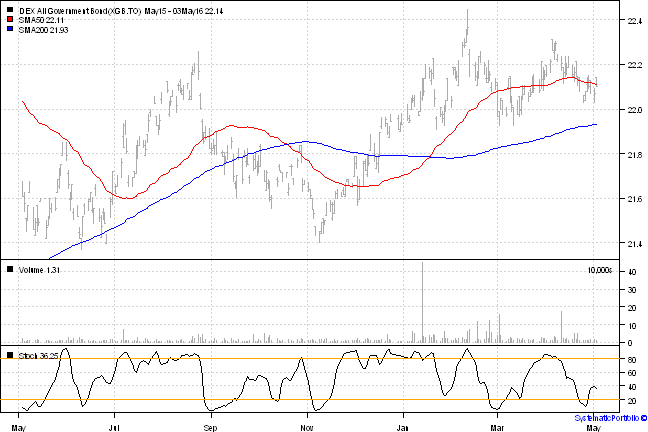 DEX All Government Bond(XGB.TO) May15 - 03May16 22.14
SMA50 22.11
SMA200 21.93
22.4
22.2
22.0
21.8
21.6
21.4
Volume 1.31
10,000s
40
30
20
10
0
Stoch 36.25
80
60
40
20
May Jul Sep Nov Jan Mar May
SystematicPortfolio ©